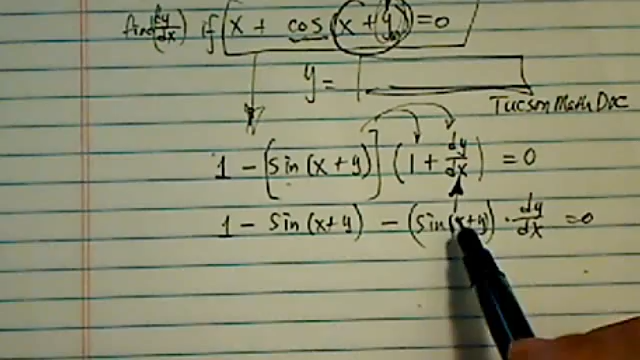 find (dy/dx) if x + cos(x+y)=0
y=
Tucson Math Doc
1 - [sin(x+y)] (1 + dy/dx) = 0
1 - sin(x+y) - (sin(x+y)) · dy/dx = 0